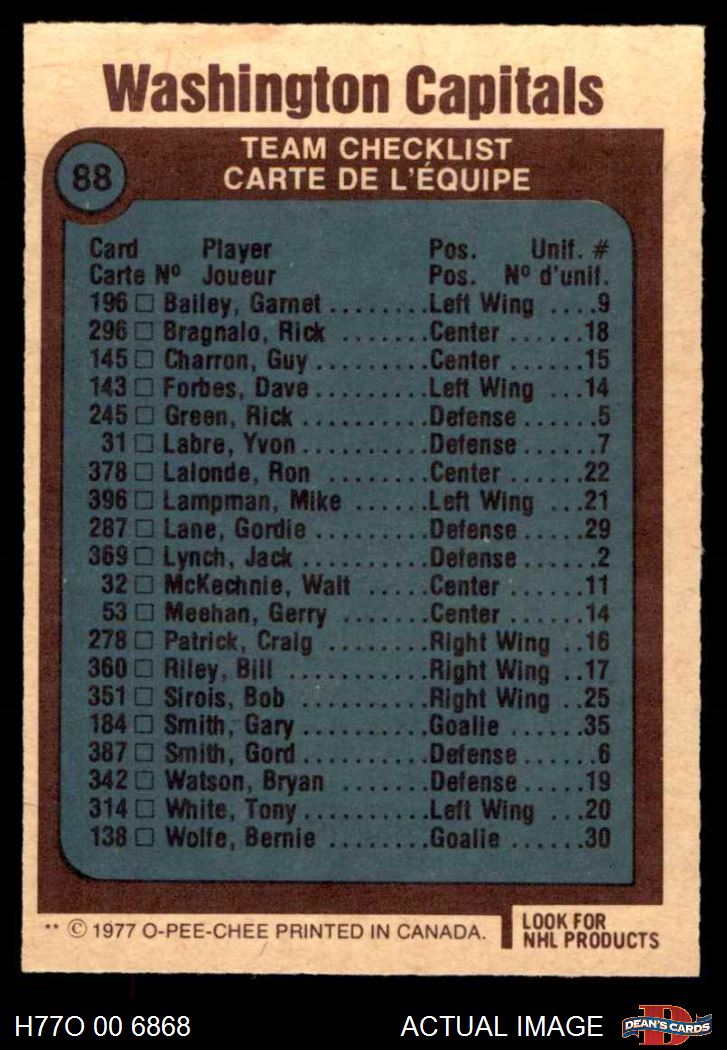 Washington Capitals
88
TEAM CHECKLIST
CARTE DE L'ÉQUIPE
Card Player Pos. Unif. #
Carte Nº Joueur Pos. Nº d'unif.
196 □ Bailey, Garnet ........Left Wing ....9
296 □ Bragnalo, Rick .......Center ......18
145 □ Charron, Guy.........Center ......15
143 □ Forbes, Dave.........Left Wing ...14
245 □ Green, Rick ..........Defense ......5
31 □ Labre, Yvon..........Defense ......7
378 □ Lalonde, Ron ........Center ......22
396 □ Lampman, Mike ......Left Wing ...21
287 □ Lane, Gordie .........Defense .....29
369 □ Lynch, Jack ..........Defense ......2
32 □ McKechnie, Walt .....Center ......11
53 □ Meehan, Gerry .......Center ......14
278 □ Patrick, Craig ........Right Wing ..16
360 □ Riley, Bill ............Right Wing ..17
351 □ Sirois, Bob ..........Right Wing ..25
184 □ Smith, Gary ..........Goalie ......35
387 □ Smith, Gord..........Defense ......6
342 □ Watson, Bryan .......Defense .....19
314 □ White, Tony..........Left Wing ...20
138 □ Wolfe, Bernie ........Goalie ......30
** © 1977 O-PEE-CHEE PRINTED IN CANADA.
LOOK FOR
NHL PRODUCTS
H77O 00 6868
ACTUAL IMAGE
D
DEAN'S CARDS